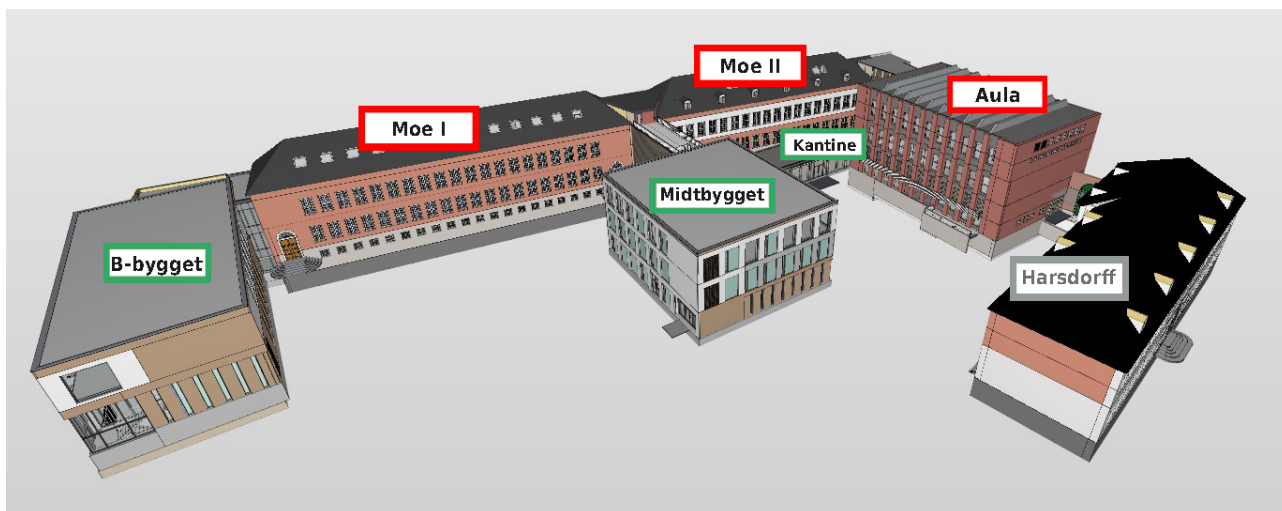 Moe II
Aula
Moe I
Kantine
Midtbygget
B-bygget
Harsdorff